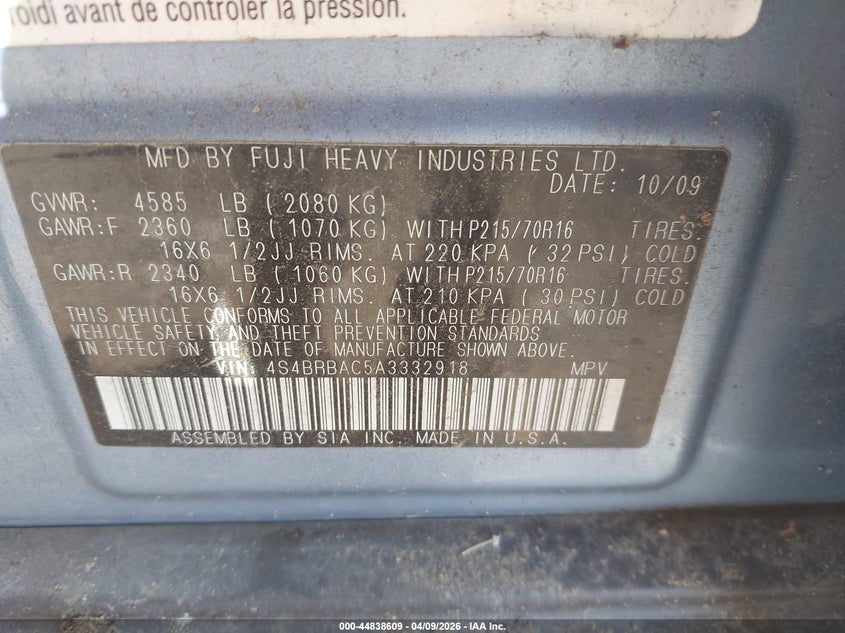 roidi avant de controler la pression.
MFD BY FUJI HEAVY INDUSTRIES LTD.
DATE: 10/09
GVWR: 4585 LB ( 2080 KG)
GAWR:F 2360 LB ( 1070 KG) WITH P215/70R16 TIRES.
16X6 1/2JJ RIMS. AT 220 KPA ( 32 PSI) COLD
GAWR:R 2340 LB ( 1060 KG) WITH P215/70R16 TIRES.
16X6 1/2JJ RIMS. AT 210 KPA ( 30 PSI) COLD
THIS VEHICLE CONFORMS TO ALL APPLICABLE FEDERAL MOTOR
VEHICLE SAFETY, AND THEFT PREVENTION STANDARDS
IN EFFECT ON THE DATE OF MANUFACTURE SHOWN ABOVE.
VIN: 4S4BRBAC5A3332918 MPV
ASSEMBLED BY SIA INC. MADE IN U.S.A.
000-44838609 - 04/09/2026 - IAA Inc.